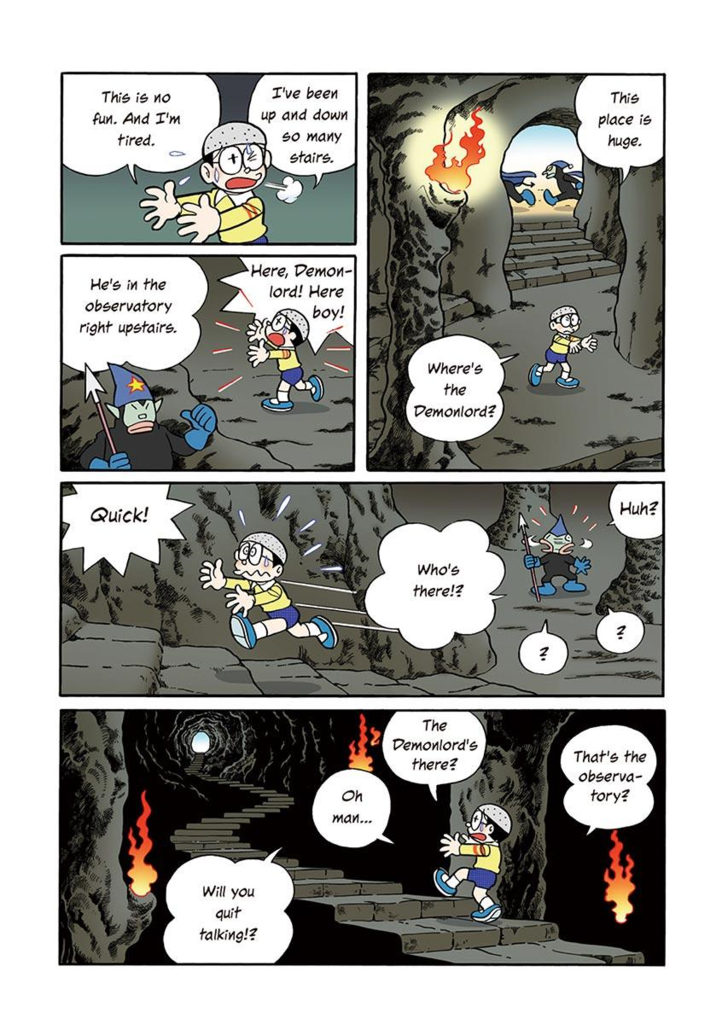 This
place is
huge.
Where's
the
Demonlord?
I've been
up and down
so many
stairs.
This is no
fun. And I'm
tired.
Here, Demon-
lord! Here
boy!
He's in the
observatory
right upstairs.
Huh?
?
?
Who's
there!?
Quick!
That's the
observa-
tory?
The
Demonlord's
there?
Oh
man...
Will you
quit
talking!?